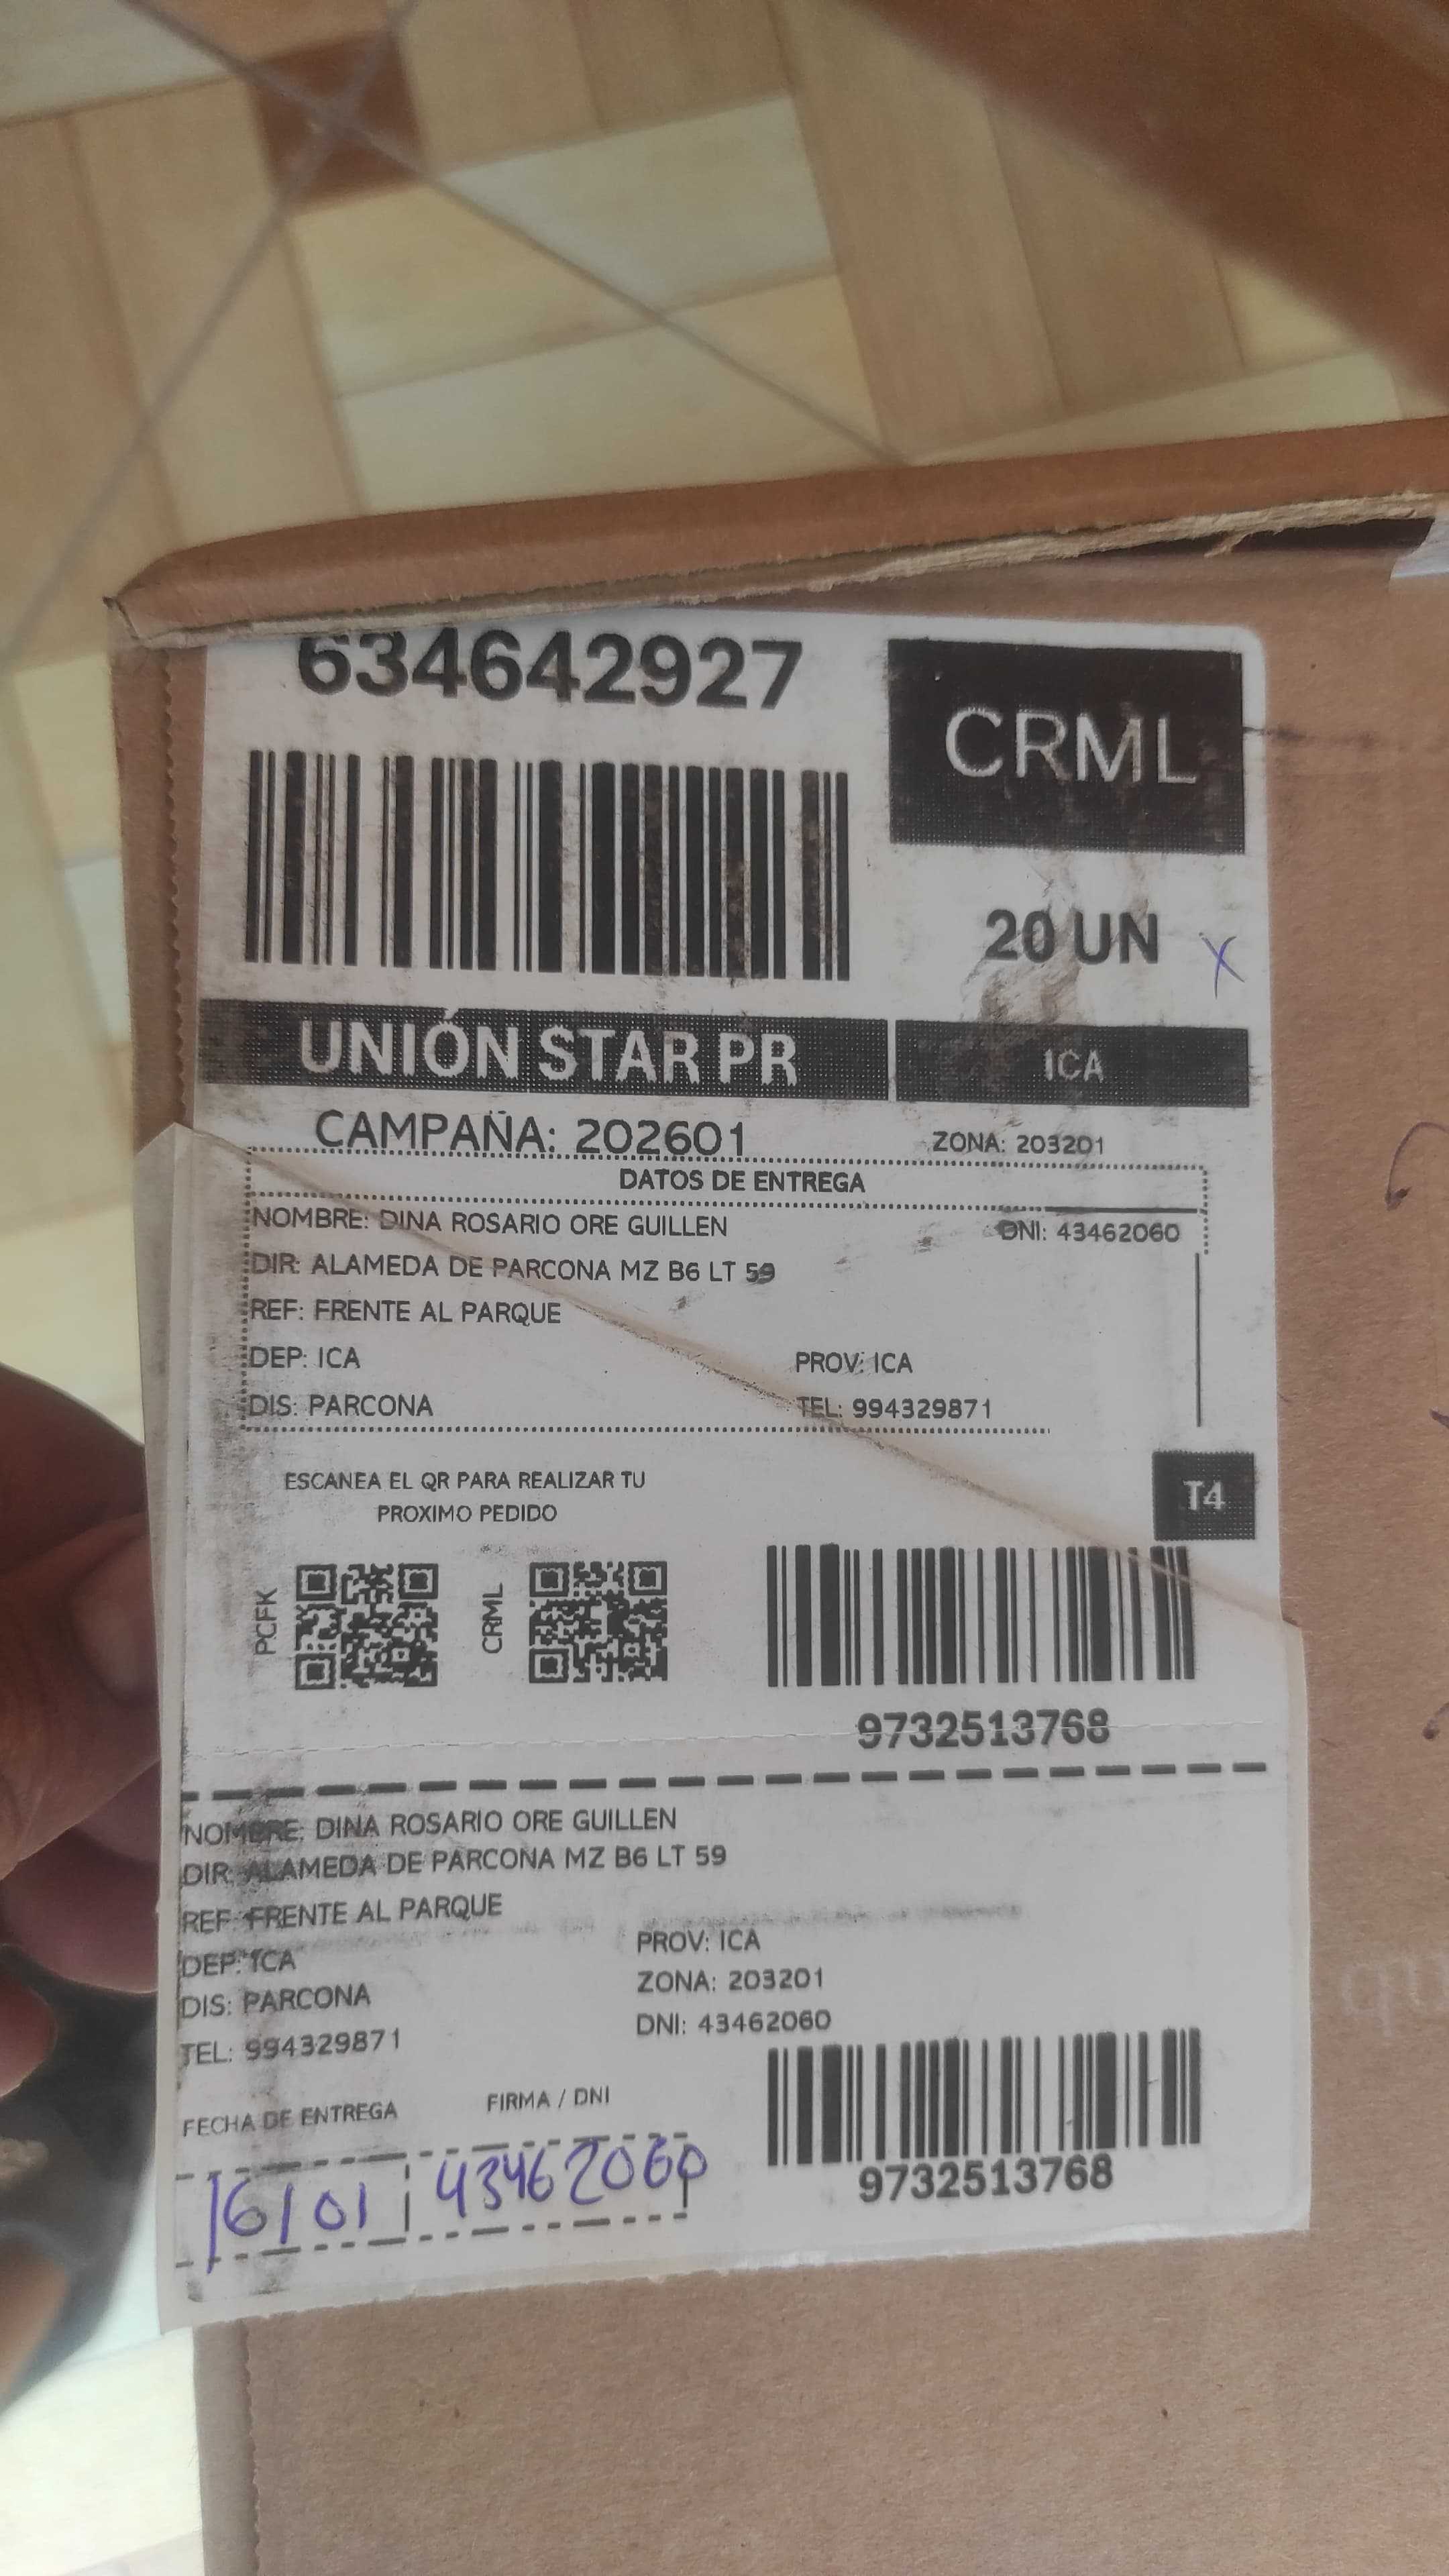 634642927
CRML
20 UN X
UNIÓN STAR PR ICA
CAMPAÑA: 202601 ZONA: 203201
DATOS DE ENTREGA
NOMBRE: DINA ROSARIO ORE GUILLEN DNI: 43462060
DIR: ALAMEDA DE PARCONA MZ B6 LT 59
REF: FRENTE AL PARQUE
DEP: ICA PROV: ICA
DIS: PARCONA TEL: 994329871
ESCANEA EL QR PARA REALIZAR TU
PROXIMO PEDIDO
T4
PCFK
CRML
9732513768
NOMBRE: DINA ROSARIO ORE GUILLEN
DIR: ALAMEDA DE PARCONA MZ B6 LT 59
REF: FRENTE AL PARQUE
DEP: ICA PROV: ICA
DIS: PARCONA ZONA: 203201
TEL: 994329871 DNI: 43462060
FECHA DE ENTREGA FIRMA / DNI
16/01 43462060
9732513768